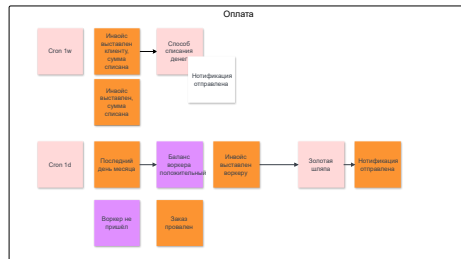 Оплата
Cron 1w
Инвойс
выставлен
клиенту,
сумма
списана
Способ
списания
денег
Нотификация
отправлена
Инвойс
выставлен,
сумма
списана
Cron 1d
Последний
день месяца
Баланс
воркера
положительный
Инвойс
выставлен
воркеру
Золотая
шляпа
Нотификация
отправлена
Воркер не
пришёл
Заказ
провален